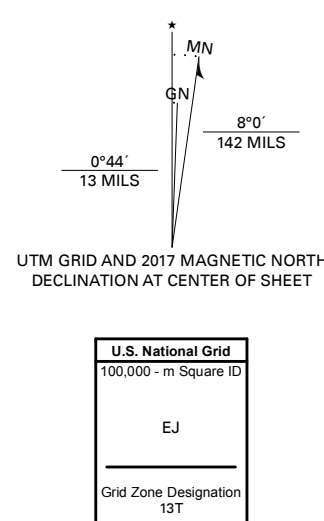 ★
MN
GN
8°0´
142 MILS
0°44´
13 MILS
UTM GRID AND 2017 MAGNETIC NORTH
DECLINATION AT CENTER OF SHEET
U.S. National Grid
100,000 - m Square ID
EJ
Grid Zone Designation
13T